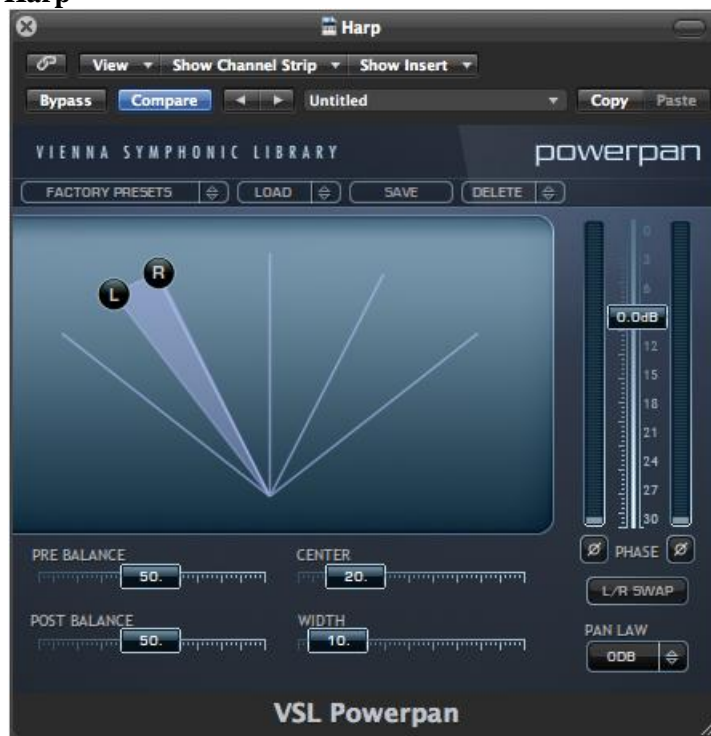 Harp
Harp
View Show Channel Strip Show Insert
Bypass Compare Untitled Copy Paste
VIENNA SYMPHONIC LIBRARY powerpan
FACTORY PRESETS LOAD SAVE DELETE
0
3
6
L R
0.0dB
12
15
18
21
24
27
30
PRE BALANCE CENTER Ø PHASE Ø
50. 20.
L/R SWAP
POST BALANCE WIDTH PAN LAW
50. 10.
0DB
VSL Powerpan